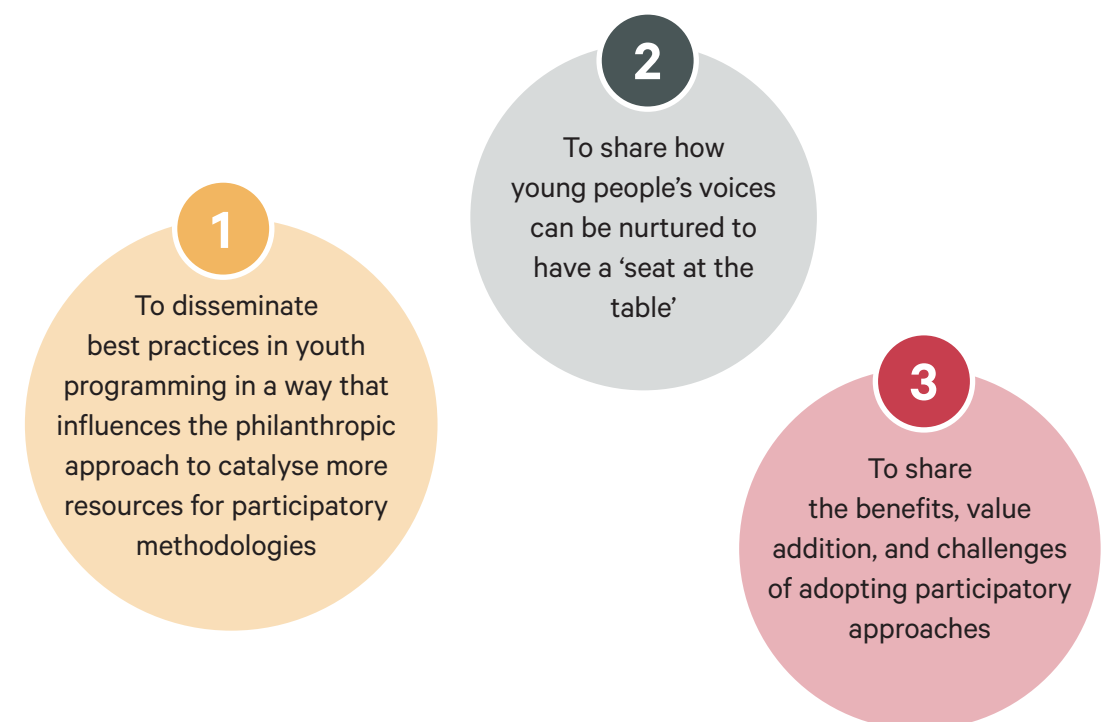 1
To disseminate
best practices in youth
programming in a way that
influences the philanthropic
approach to catalyse more
resources for participatory
methodologies
2
To share how
young people’s voices
can be nurtured to
have a ‘seat at the
table’
3
To share
the benefits, value
addition, and challenges
of adopting participatory
approaches